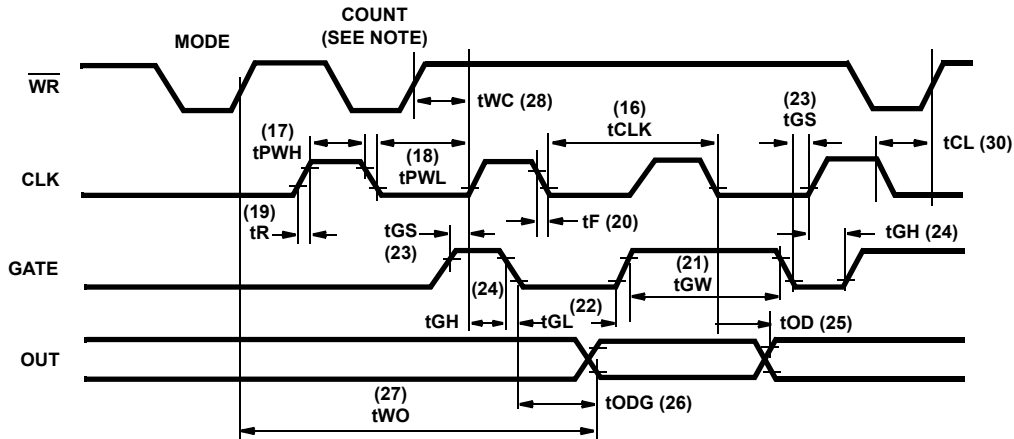 COUNT
(SEE NOTE)
MODE
WR
tWC (28)
(16)
tCLK
(23)
tGS
tCL (30)
(17)
tPWH
(18)
tPWL
CLK
(19)
tR
tGS
(23)
tF (20)
tGH (24)
GATE
(24)
tGH
(22)
tGL
(21)
tGW
tOD (25)
OUT
(27)
tWO
tODG (26)